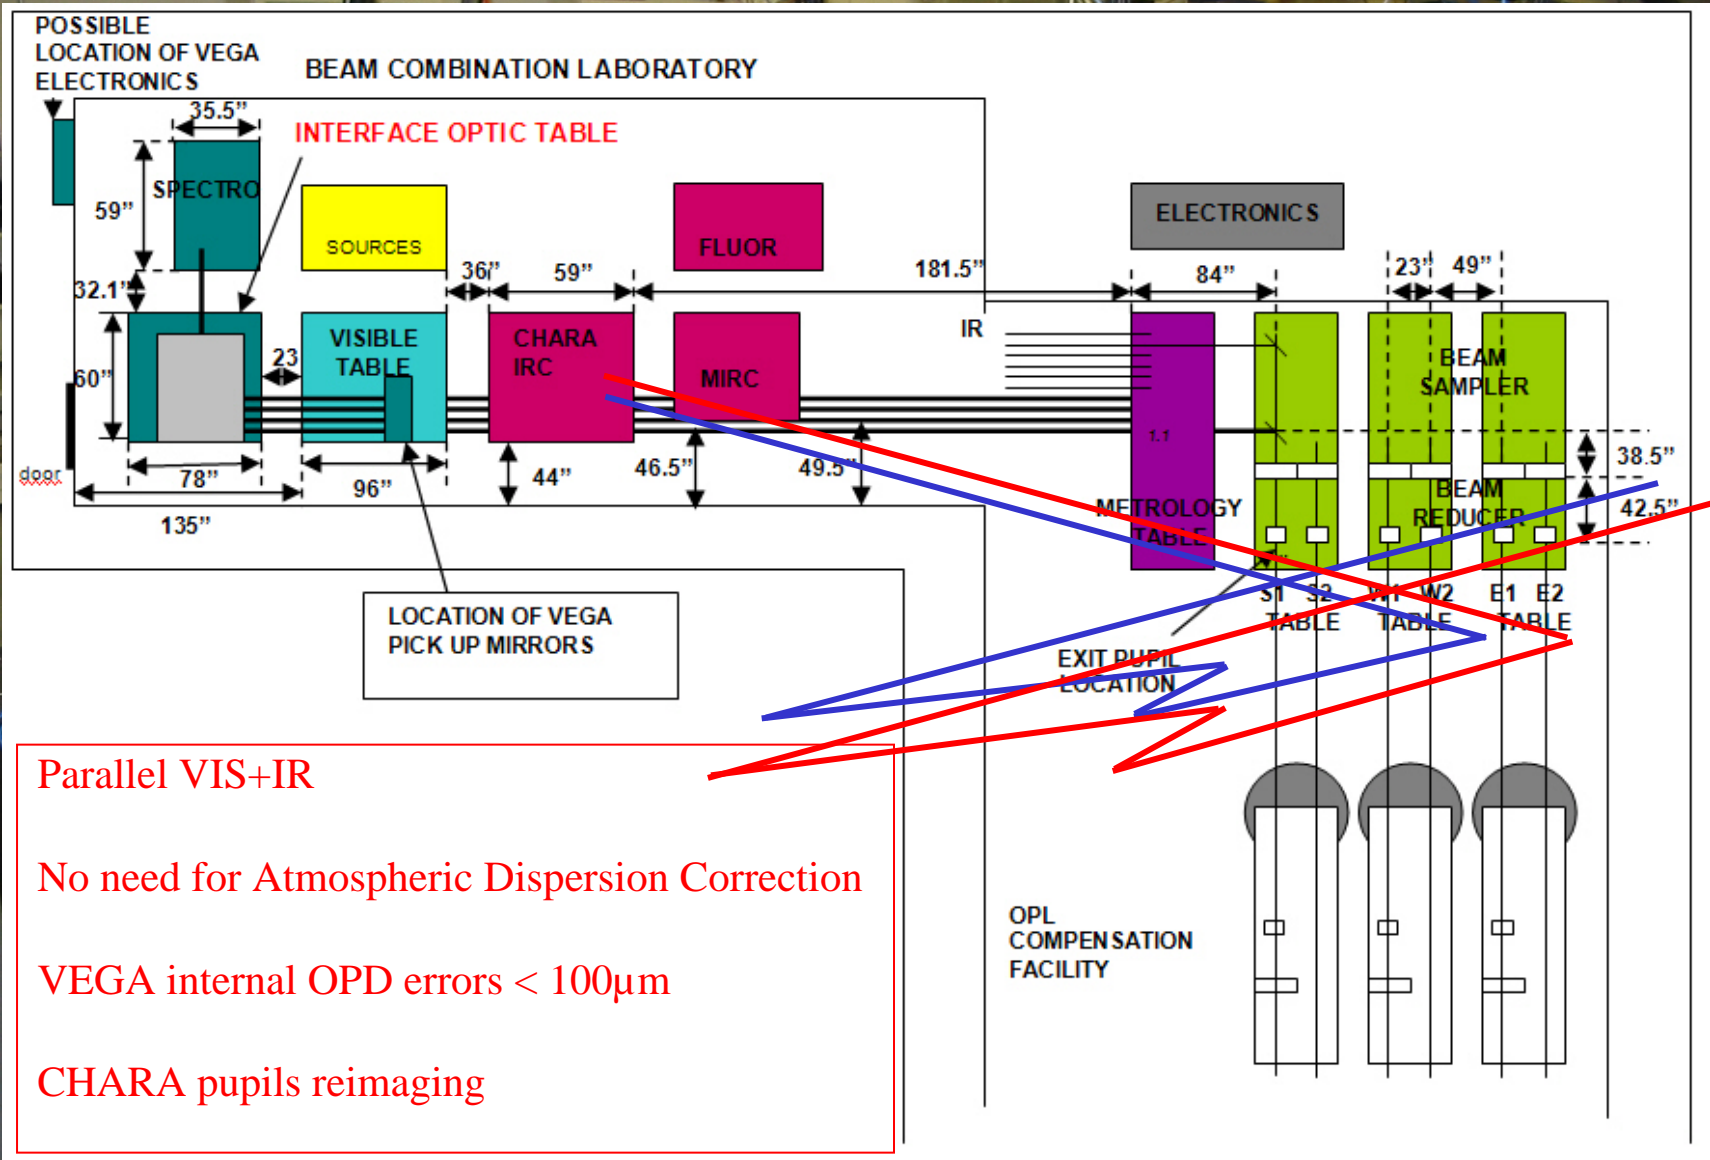 POSSIBLE
LOCATION OF VEGA
ELECTRONICS
BEAM COMBINATION LABORATORY
35.5”
INTERFACE OPTIC TABLE
SPECTRO
59”
SOURCES
FLUOR
ELECTRONICS
32.1”
36”
59”
181.5”
84”
23”
49”
VISIBLE
TABLE
CHARA
IRC
MIRC
IR
BEAM
SAMPLER
60”
23
1.1
door
78”
96”
44”
46.5”
49.5”
38.5”
135”
METROLOGY
TABLE
BEAM
REDUCER
42.5”
LOCATION OF VEGA
PICK UP MIRRORS
S1 S2
TABLE
W1 W2
TABLE
E1 E2
TABLE
EXIT PUPIL
LOCATION
Parallel VIS+IR
No need for Atmospheric Dispersion Correction
VEGA internal OPD errors < 100µm
CHARA pupils reimaging
OPL
COMPENSATION
FACILITY